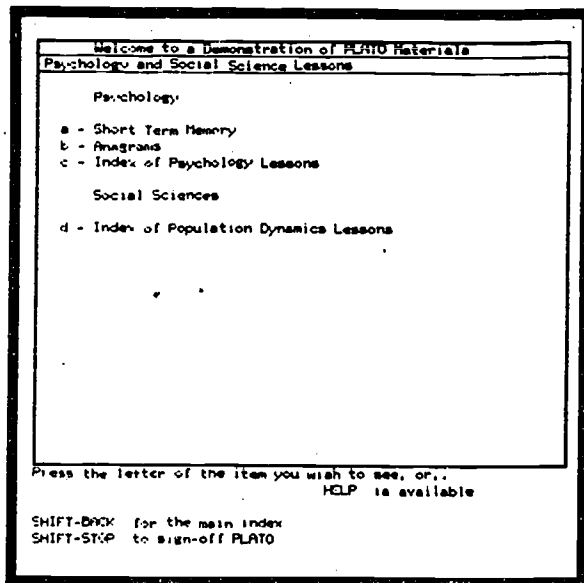 Welcome to a Demonstration of PLATO Materials
Psychology and Social Science Lessons
Psychology
a - Short Term Memory
b - Anagrams
c - Index of Psychology Lessons
Social Sciences
d - Index of Population Dynamics Lessons
Press the letter of the item you wish to see, or..
HELP is available
SHIFT-BACK for the main index
SHIFT-STOP to sign-off PLATO